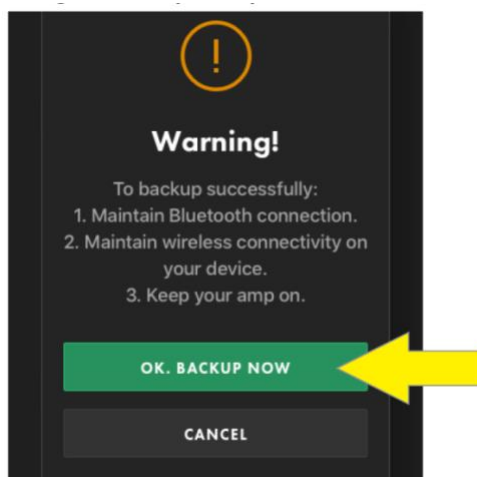 Warning!
To backup successfully:
1. Maintain Bluetooth connection.
2. Maintain wireless connectivity on
your device.
3. Keep your amp on.
OK. BACKUP NOW
CANCEL